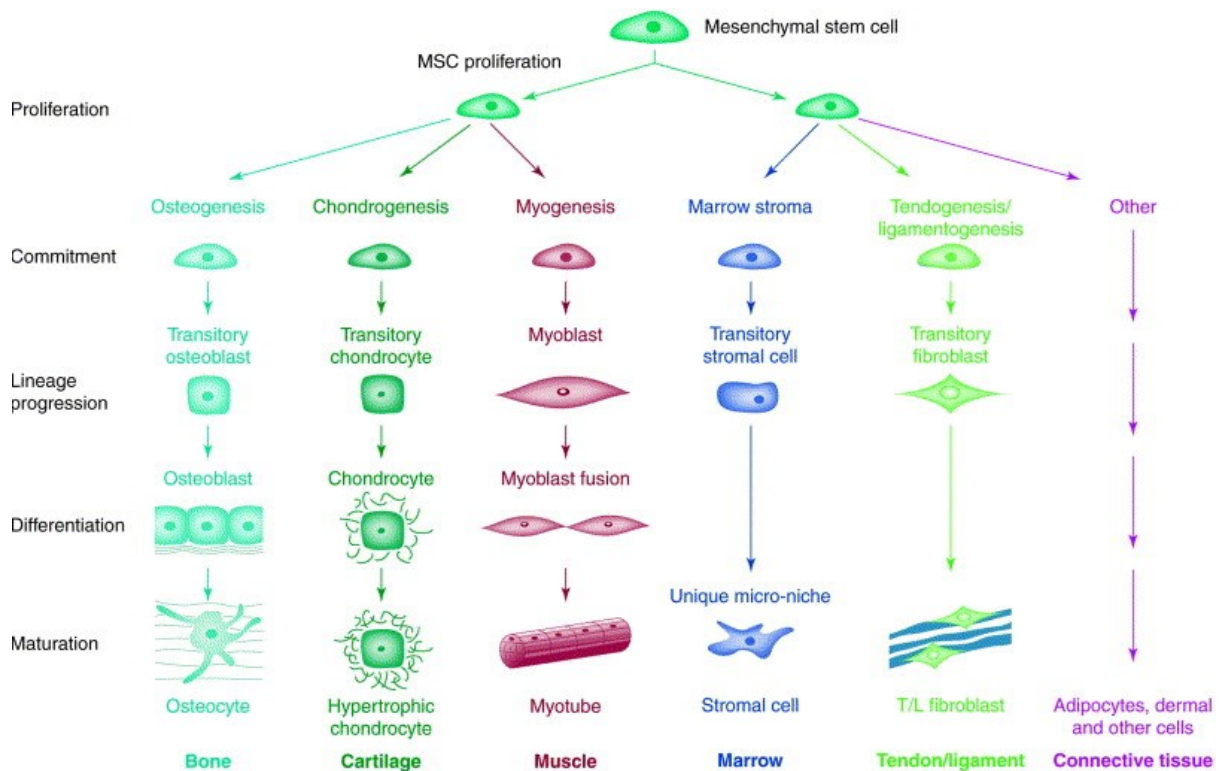 Mesenchymal stem cell
MSC proliferation
Proliferation
Osteogenesis
Chondrogenesis
Myogenesis
Marrow stroma
Tendogenesis/
ligamentogenesis
Other
Commitment
Transitory
osteoblast
Transitory
chondrocyte
Myoblast
Transitory
stromal cell
Transitory
fibroblast
Lineage
progression
Osteoblast
Chondrocyte
Myoblast fusion
Differentiation
Unique micro-niche
Maturation
Osteocyte
Hypertrophic
chondrocyte
Myotube
Stromal cell
T/L fibroblast
Adipocytes, dermal
and other cells
Bone
Cartilage
Muscle
Marrow
Tendon/ligament
Connective tissue